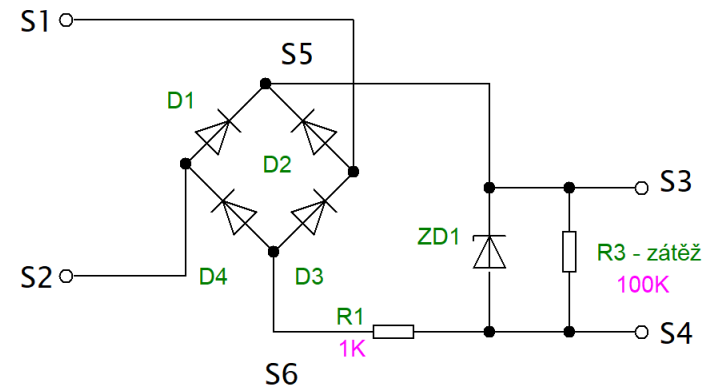 S1
S5
D1
D2
S3
ZD1
R3 - zátěž
S2
D4
D3
100K
R1
S4
1K
S6